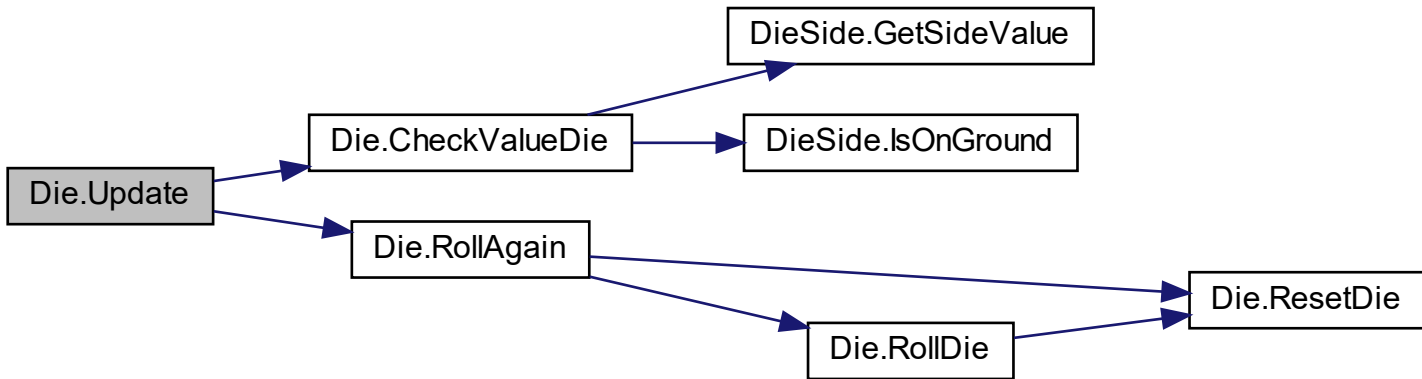 DieSide.GetSideValue
Die.CheckValueDie
DieSide.IsOnGround
Die.Update
Die.RollAgain
Die.ResetDie
Die.RollDie